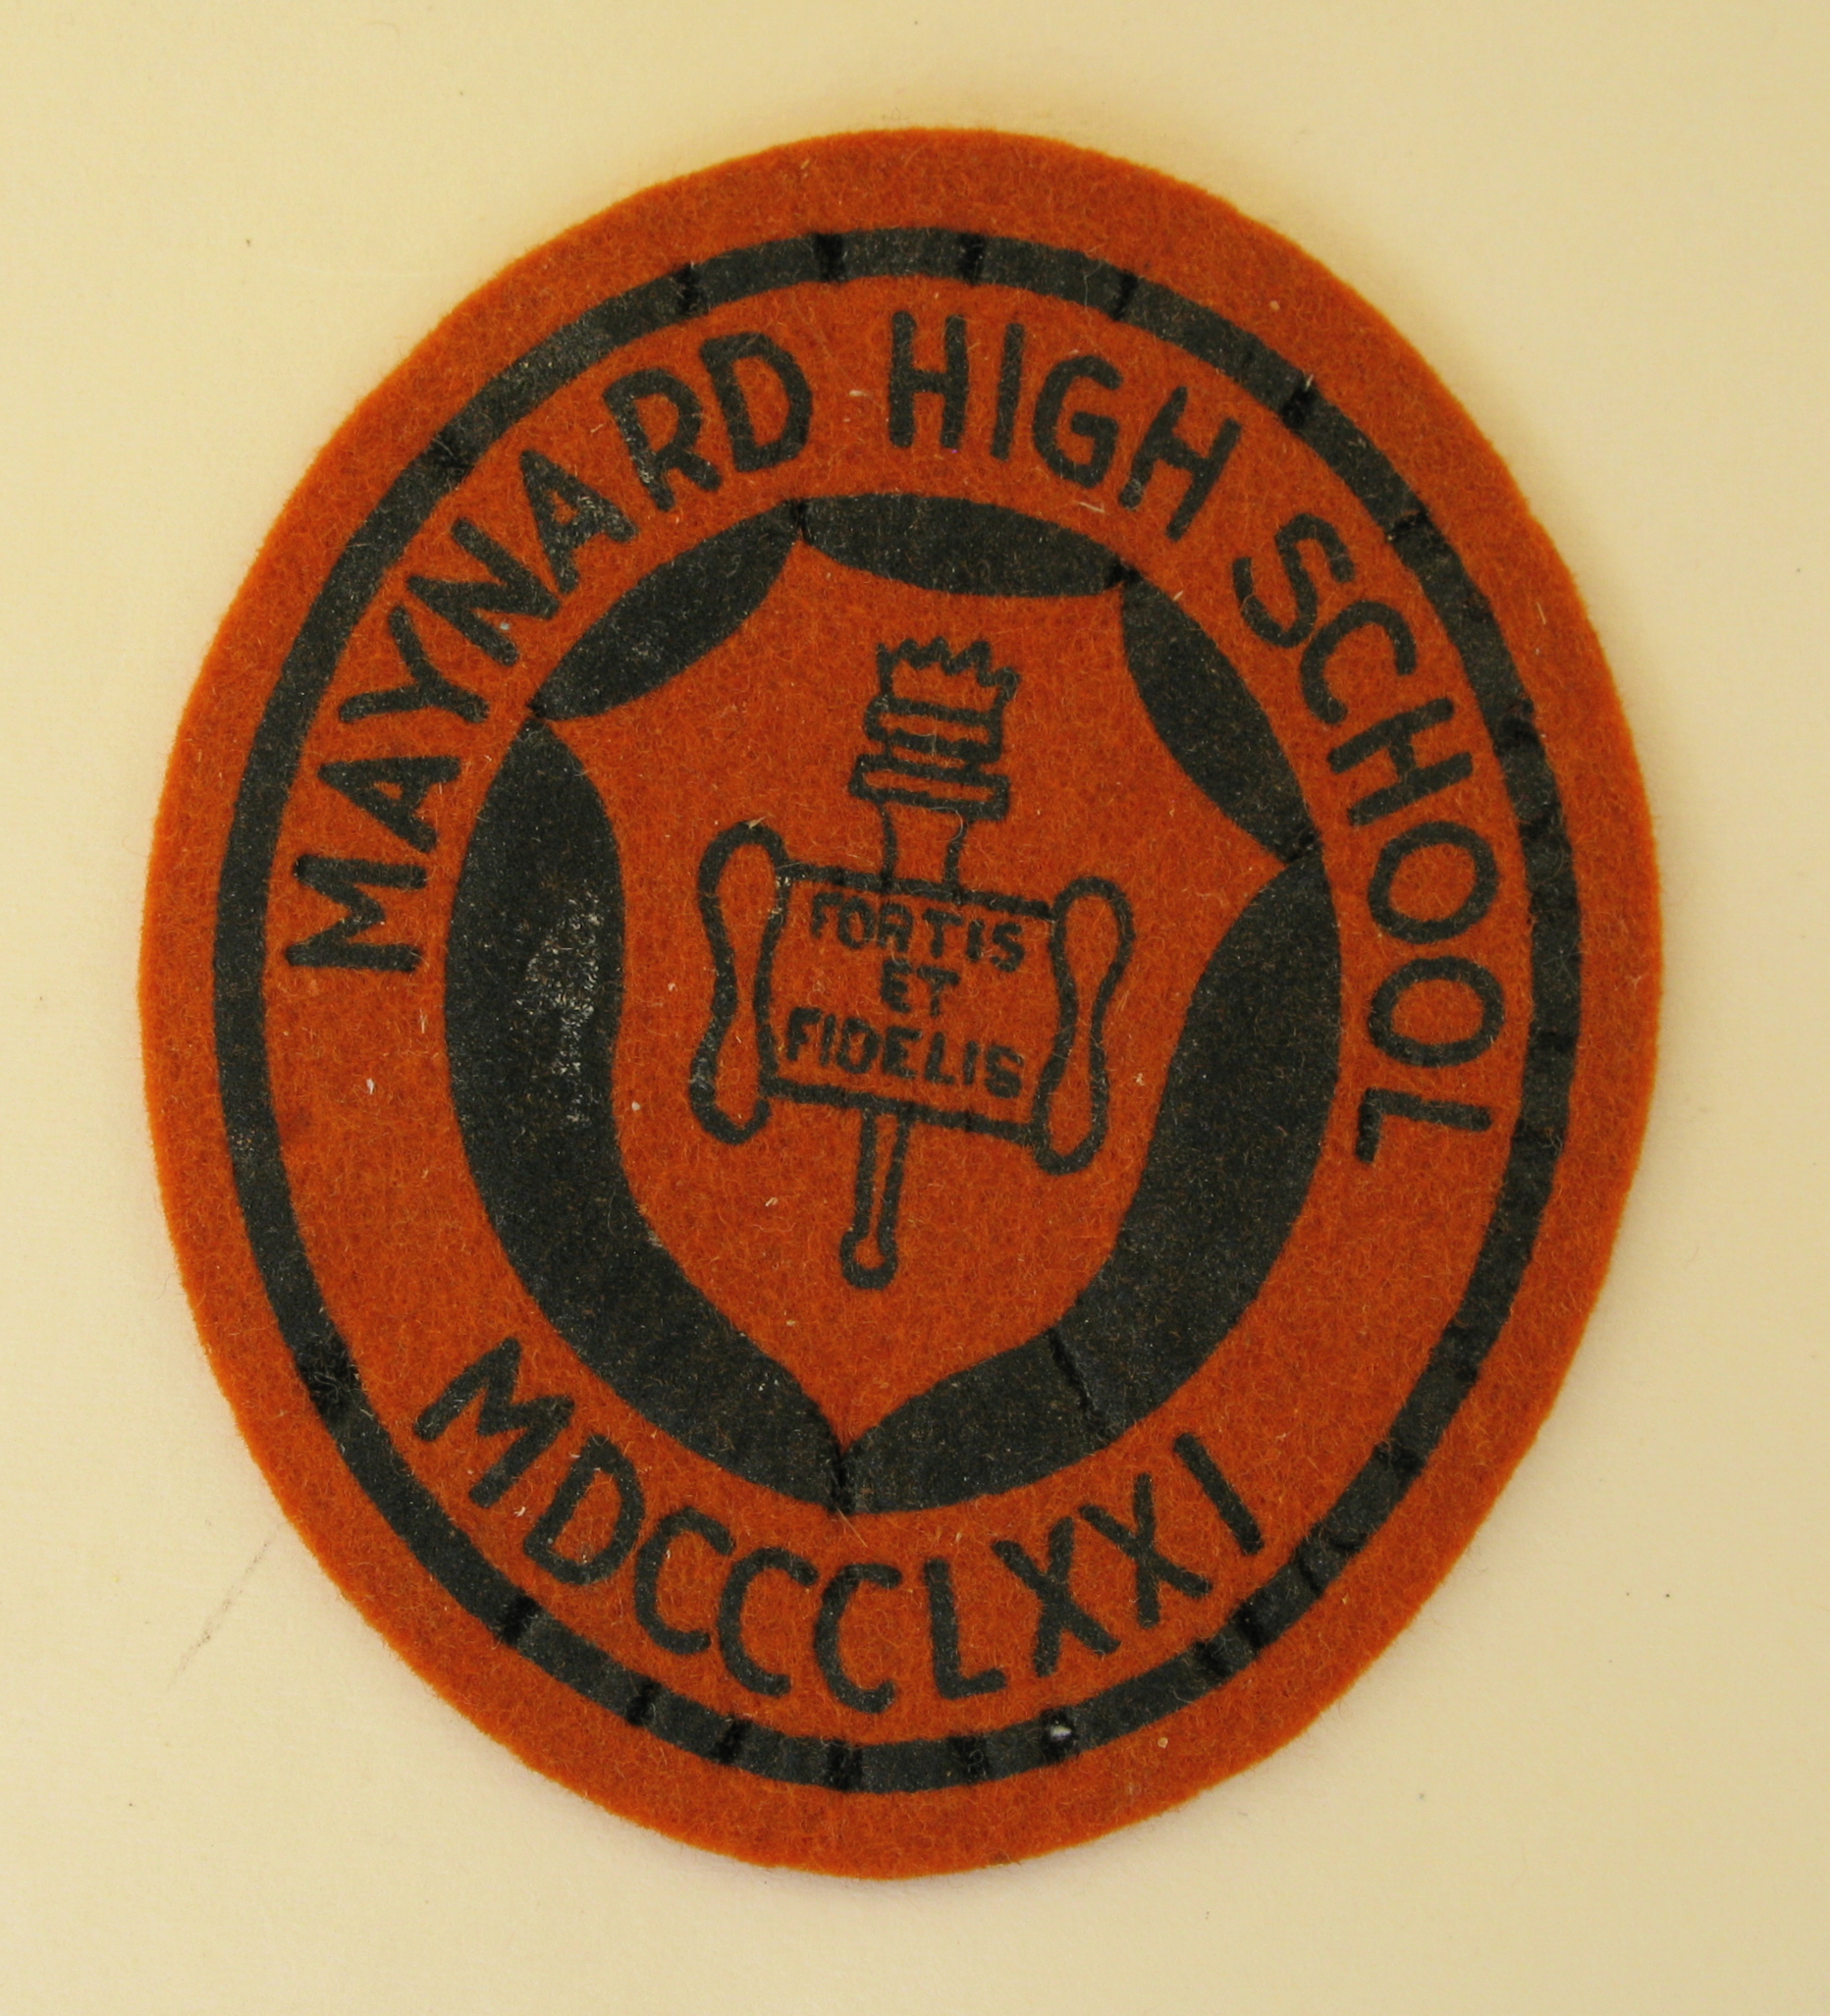 MAYNARD HIGH SCHOOL
FORTIS
ET
FIDELIS
MDCCCLXXI